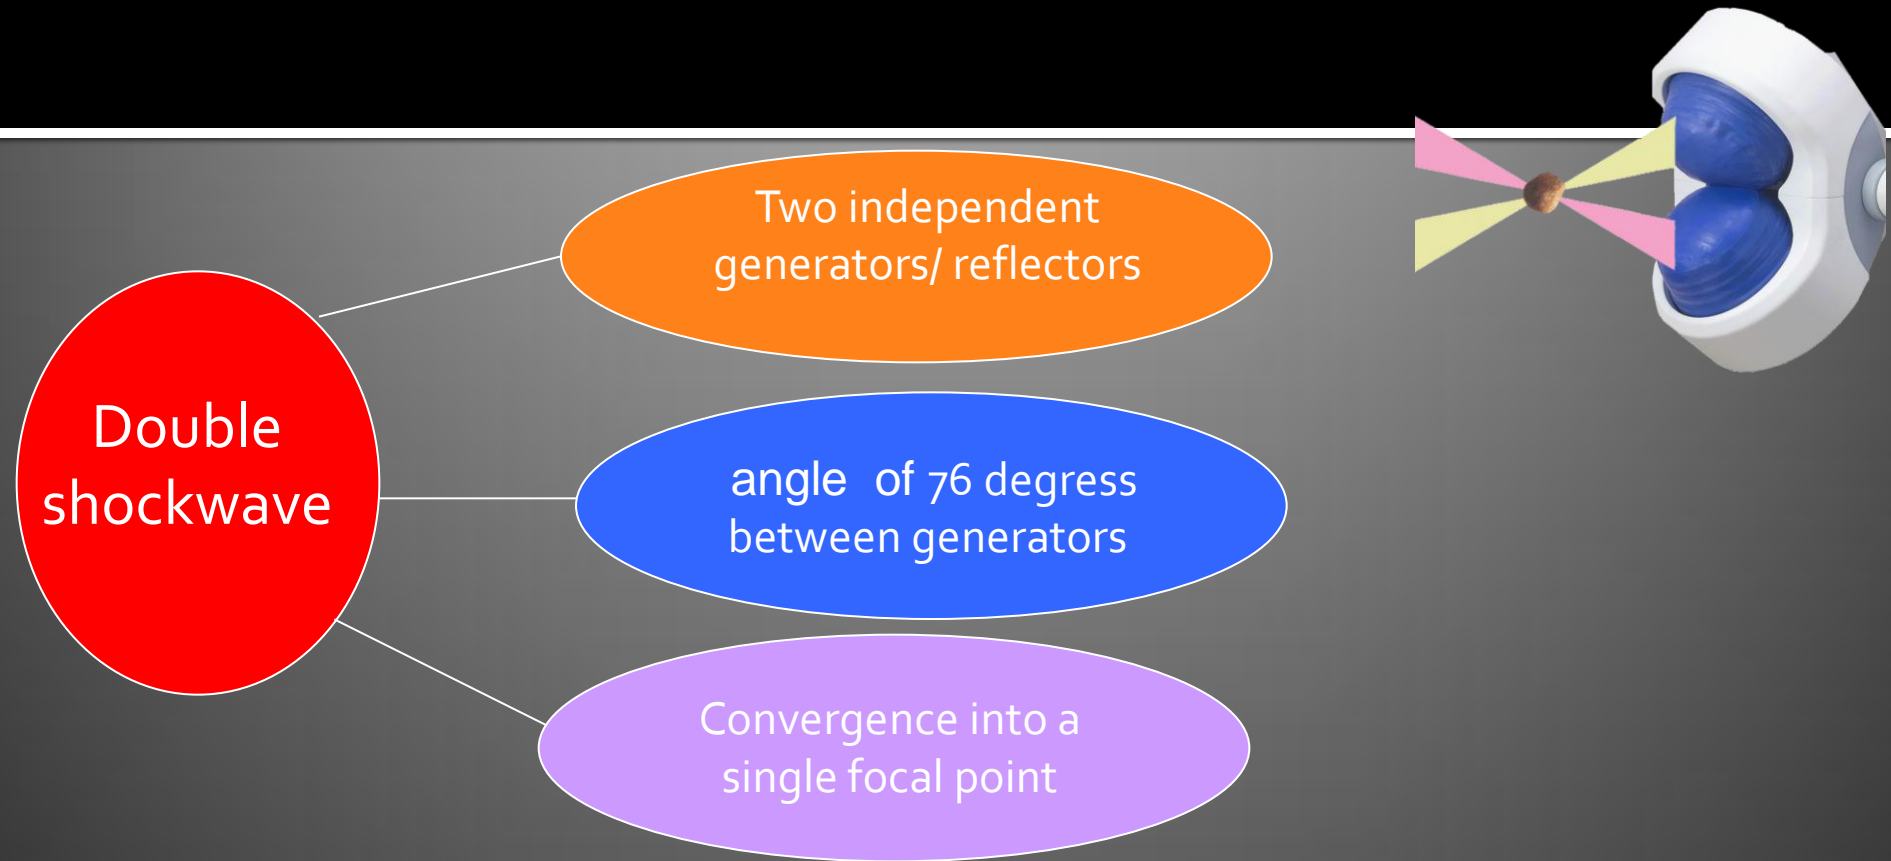 Two independent
generators/ reflectors
Double
shockwave
angle of 76 degress
between generators
Convergence into a
single focal point